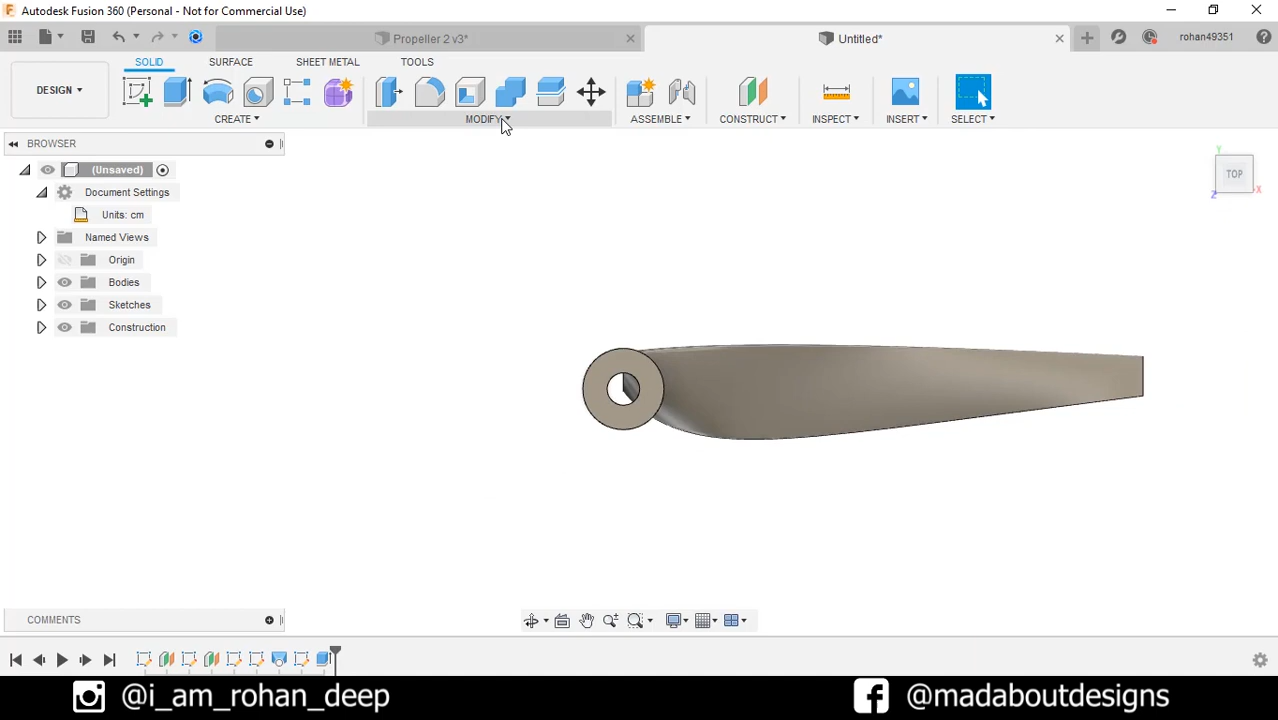 Autodesk Fusion 360 (Personal - Not for Commercial Use)
Propeller 2 v3*
Untitled*
rohan49351
SOLID SURFACE SHEET METAL TOOLS
DESIGN
CREATE MODIFY ASSEMBLE CONSTRUCT INSPECT INSERT SELECT
BROWSER
(Unsaved)
Document Settings
Units: cm
Named Views
Origin
Bodies
Sketches
Construction
Y
TOP
X
Z
COMMENTS
@i_am_rohan_deep @madaboutdesigns